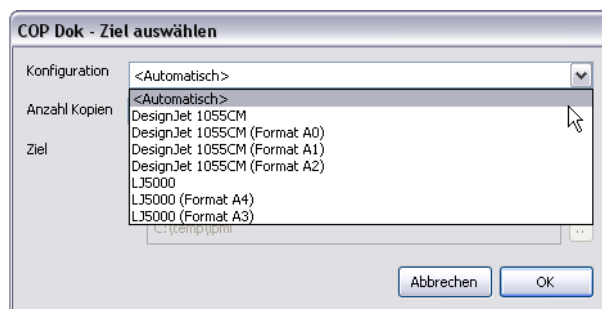 COP Dok - Ziel auswählen
Konfiguration
<Automatisch>
<Automatisch>
Anzahl Kopien
DesignJet 1055CM
DesignJet 1055CM (Format A0)
Ziel
DesignJet 1055CM (Format A1)
DesignJet 1055CM (Format A2)
LJ5000
LJ5000 (Format A4)
LJ5000 (Format A3)
C:\temp\ipmf
..
Abbrechen
OK